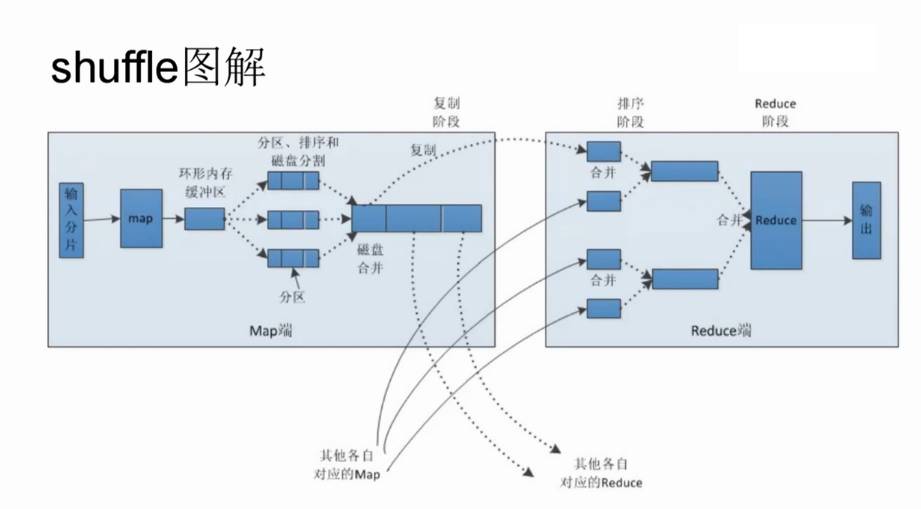 shuffle图解
复制
阶段
排序
阶段
Reduce
阶段
输入分片
map
环形内存
缓冲区
分区、排序和
磁盘分割
分区
复制
磁盘
合并
Map端
合并
合并
合并
Reduce
输出
Reduce端
其他各自
对应的Map
其他各自
对应的Reduce